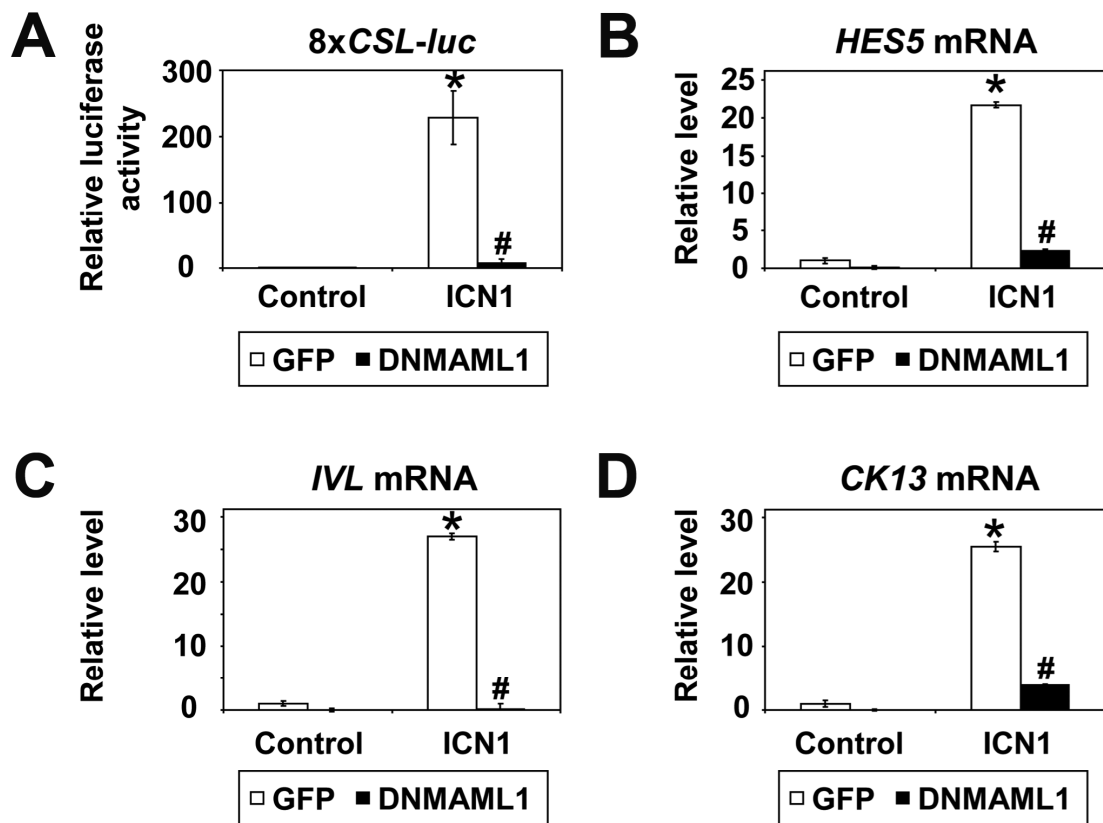 A
8xCSL-luc
Relative luciferase
activity
300
200
100
0
*
#
Control
ICN1
GFP DNMAML1
B
HES5 mRNA
Relative level
25
20
15
10
5
0
*
#
Control
ICN1
GFP DNMAML1
C
IVL mRNA
Relative level
30
20
10
0
*
#
Control
ICN1
GFP DNMAML1
D
CK13 mRNA
Relative level
30
20
10
0
*
#
Control
ICN1
GFP DNMAML1